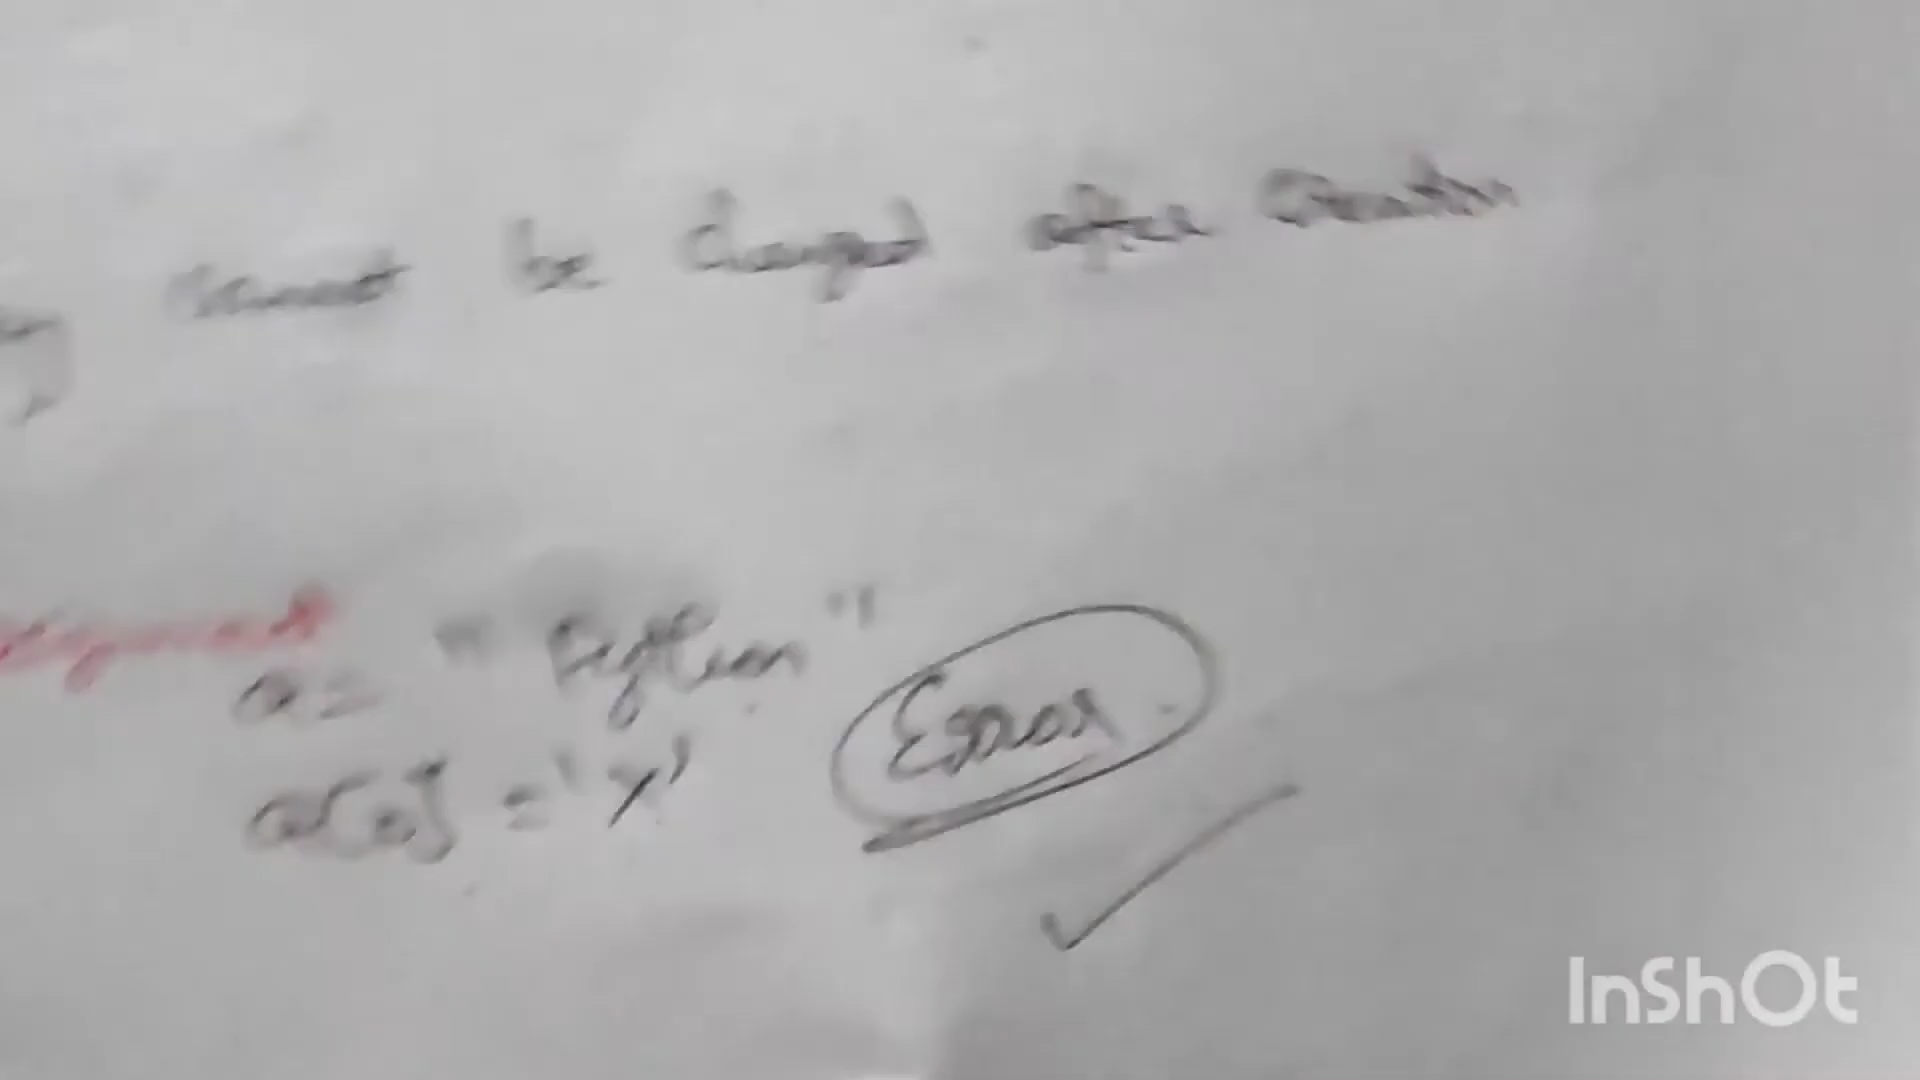 cannot be changed after creation
a = "Python"
a[0] = 'X'
Error
InShOt